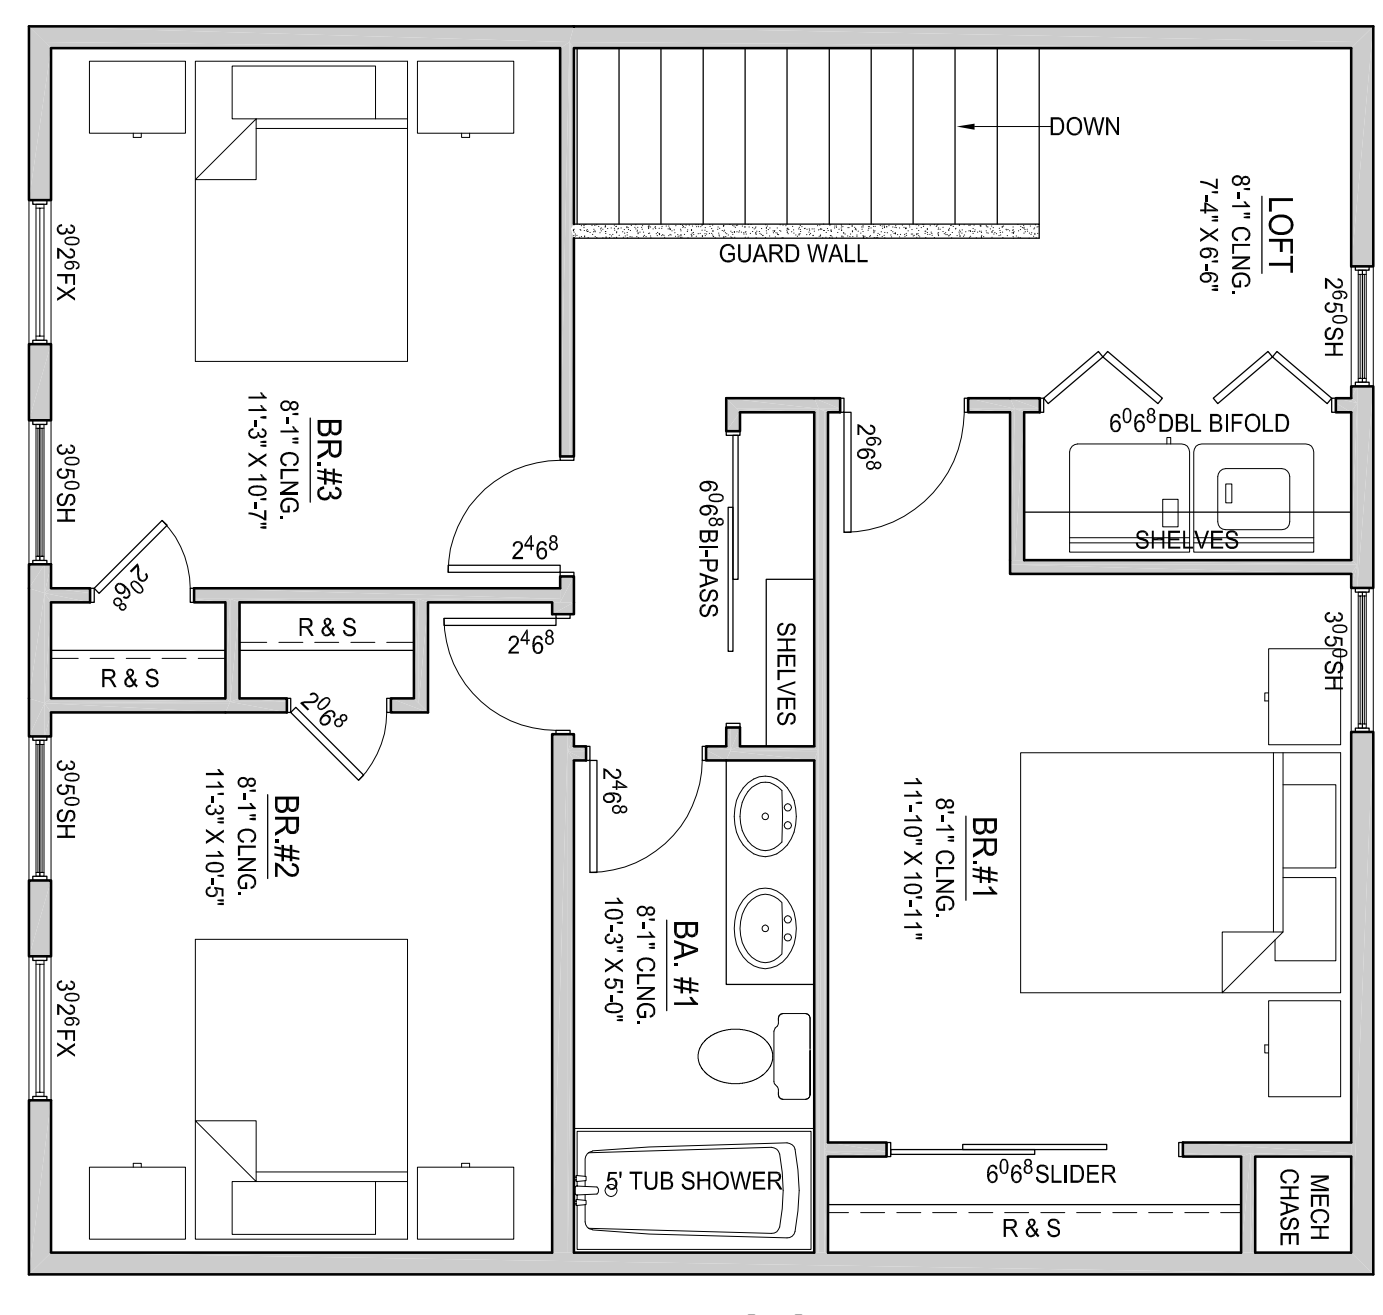 DOWN
GUARD WALL
LOFT
8'-1" CLNG.
7'-4" X 6'-6"
3⁰2⁶FX
2⁶5⁰SH
BR.#3
8'-1" CLNG.
11'-3" X 10'-7"
3⁰5⁰SH
6⁰6⁸DBL BIFOLD
2⁶6⁸
6⁰6⁸BI-PASS
2⁴6⁸
SHELVES
2⁰6⁸
R & S
R & S
2⁴6⁸
SHELVES
3⁰5⁰SH
2⁰6⁸
3⁰5⁰SH
BR.#2
8'-1" CLNG.
11'-3" X 10'-5"
2⁴6⁸
BR.#1
8'-1" CLNG.
11'-10" X 10'-11"
BA. #1
8'-1" CLNG.
10'-3" X 5'-0"
3⁰2⁶FX
5' TUB SHOWER
6⁰6⁸SLIDER
R & S
MECH
CHASE